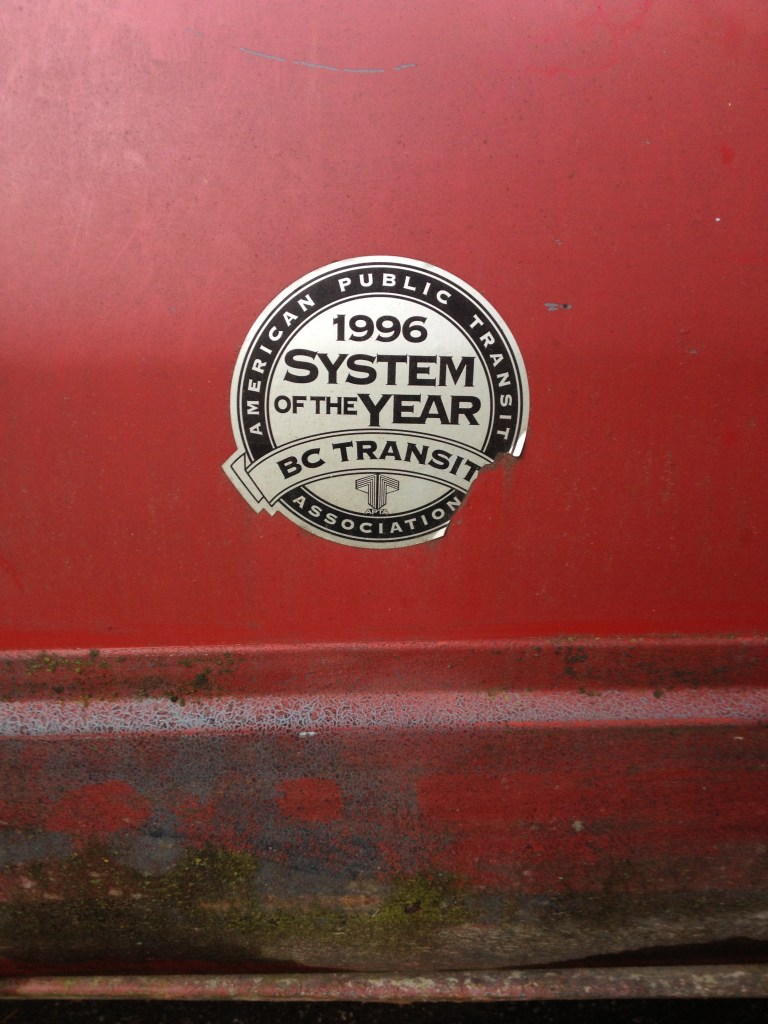 AMERICAN PUBLIC TRANSIT
1996
SYSTEM
OF THE YEAR
BC TRANSIT
APTA
ASSOCIATION